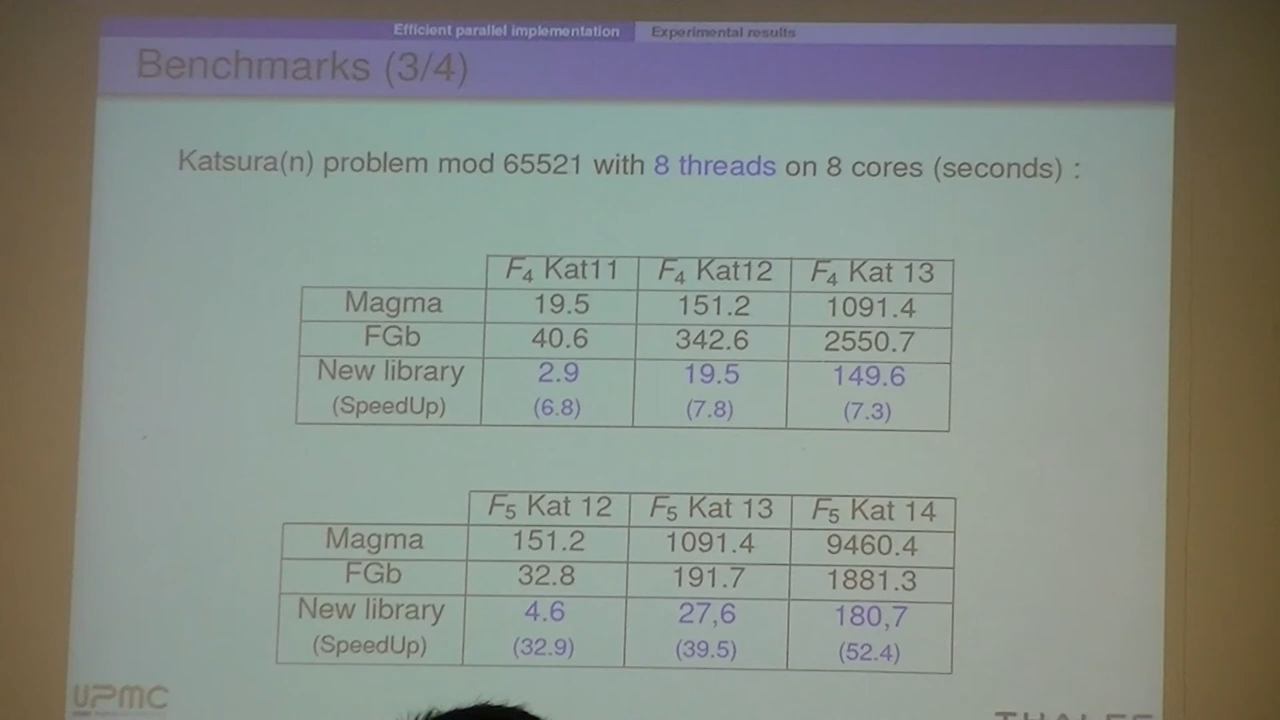 Efficient parallel implementation Experimental results
Benchmarks (3/4)
Katsura(n) problem mod 65521 with 8 threads on 8 cores (seconds) :
F4 Kat11 F4 Kat12 F4 Kat 13
Magma 19.5 151.2 1091.4
FGb 40.6 342.6 2550.7
New library 2.9 19.5 149.6
(SpeedUp) (6.8) (7.8) (7.3)
F5 Kat 12 F5 Kat 13 F5 Kat 14
Magma 151.2 1091.4 9460.4
FGb 32.8 191.7 1881.3
New library 4.6 27,6 180,7
(SpeedUp) (32.9) (39.5) (52.4)
UPMC